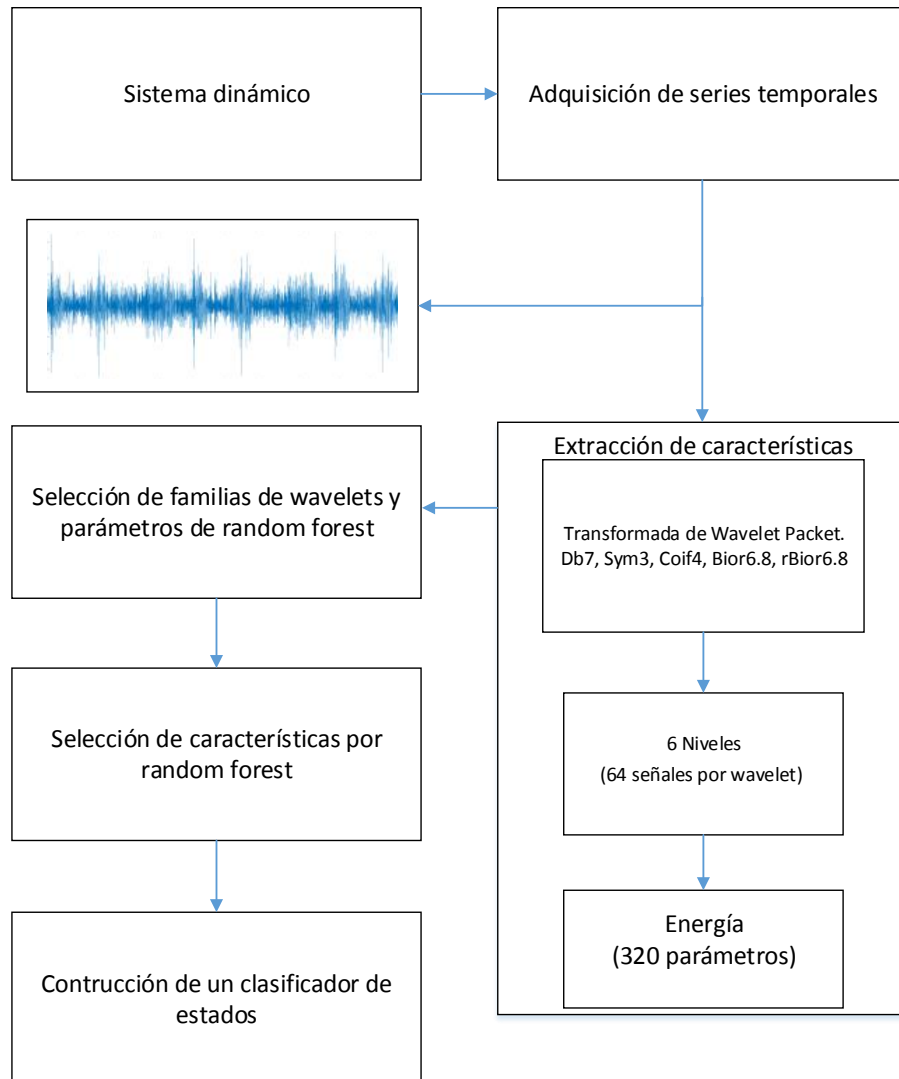 Sistema dinámico
Adquisición de series temporales
Extracción de características
Transformada de Wavelet Packet.
Db7, Sym3, Coif4, Bior6.8, rBior6.8
6 Niveles
(64 señales por wavelet)
Energía
(320 parámetros)
Selección de familias de wavelets y
parámetros de random forest
Selección de características por
random forest
Contrucción de un clasificador de
estados